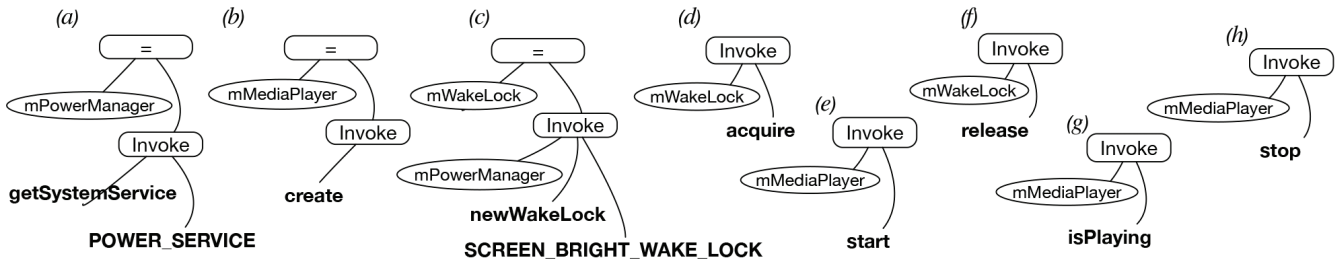 (a)
=
mPowerManager
Invoke
getSystemService
POWER_SERVICE
(b)
=
mMediaPlayer
Invoke
create
(c)
=
mWakeLock
Invoke
mPowerManager
newWakeLock
SCREEN_BRIGHT_WAKE_LOCK
(d)
Invoke
mWakeLock
acquire
(e)
Invoke
mMediaPlayer
start
(f)
Invoke
mWakeLock
release
(g)
Invoke
mMediaPlayer
isPlaying
(h)
Invoke
mMediaPlayer
stop